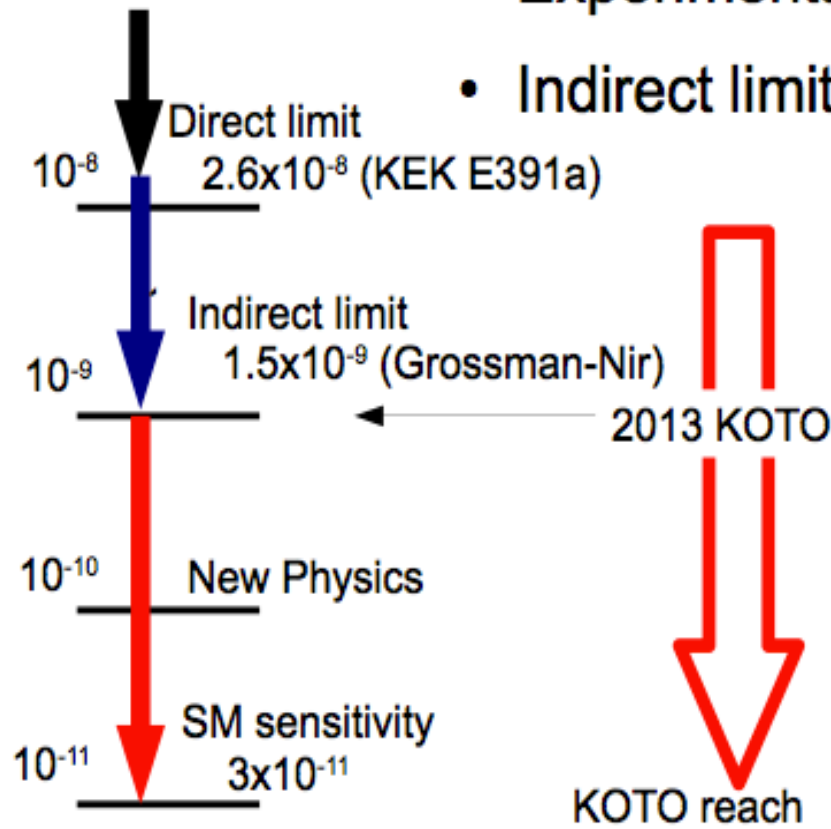 Experiments
• Indirect limit
Direct limit
10⁻⁸ 2.6x10⁻⁸ (KEK E391a)
Indirect limit
10⁻⁹ 1.5x10⁻⁹ (Grossman-Nir)
2013 KOTO
10⁻¹⁰ New Physics
SM sensitivity
10⁻¹¹ 3x10⁻¹¹
KOTO reach